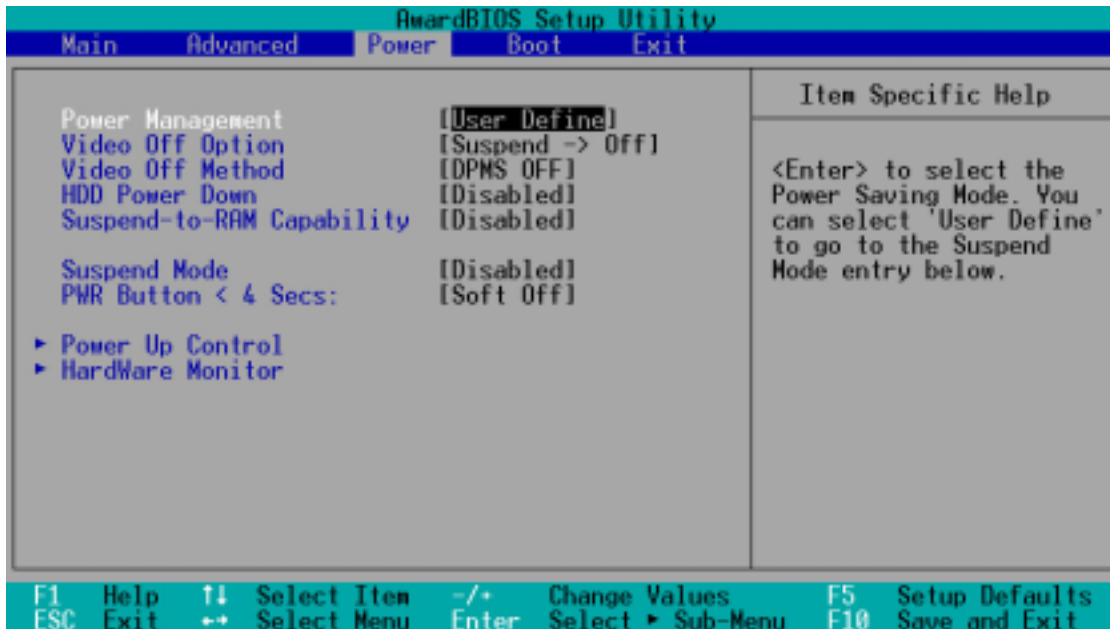 AwardBIOS Setup Utility
Main Advanced Power Boot Exit
Item Specific Help
Power Management [User Define]
Video Off Option [Suspend -> Off]
Video Off Method [DPMS OFF]
HDD Power Down [Disabled]
Suspend-to-RAM Capability [Disabled]
Suspend Mode [Disabled]
PWR Button < 4 Secs: [Soft Off]
► Power Up Control
► HardWare Monitor
<Enter> to select the
Power Saving Mode. You
can select 'User Define'
to go to the Suspend
Mode entry below.
F1 Help ↑↓ Select Item -/+ Change Values F5 Setup Defaults
ESC Exit ←→ Select Menu Enter Select ► Sub-Menu F10 Save and Exit